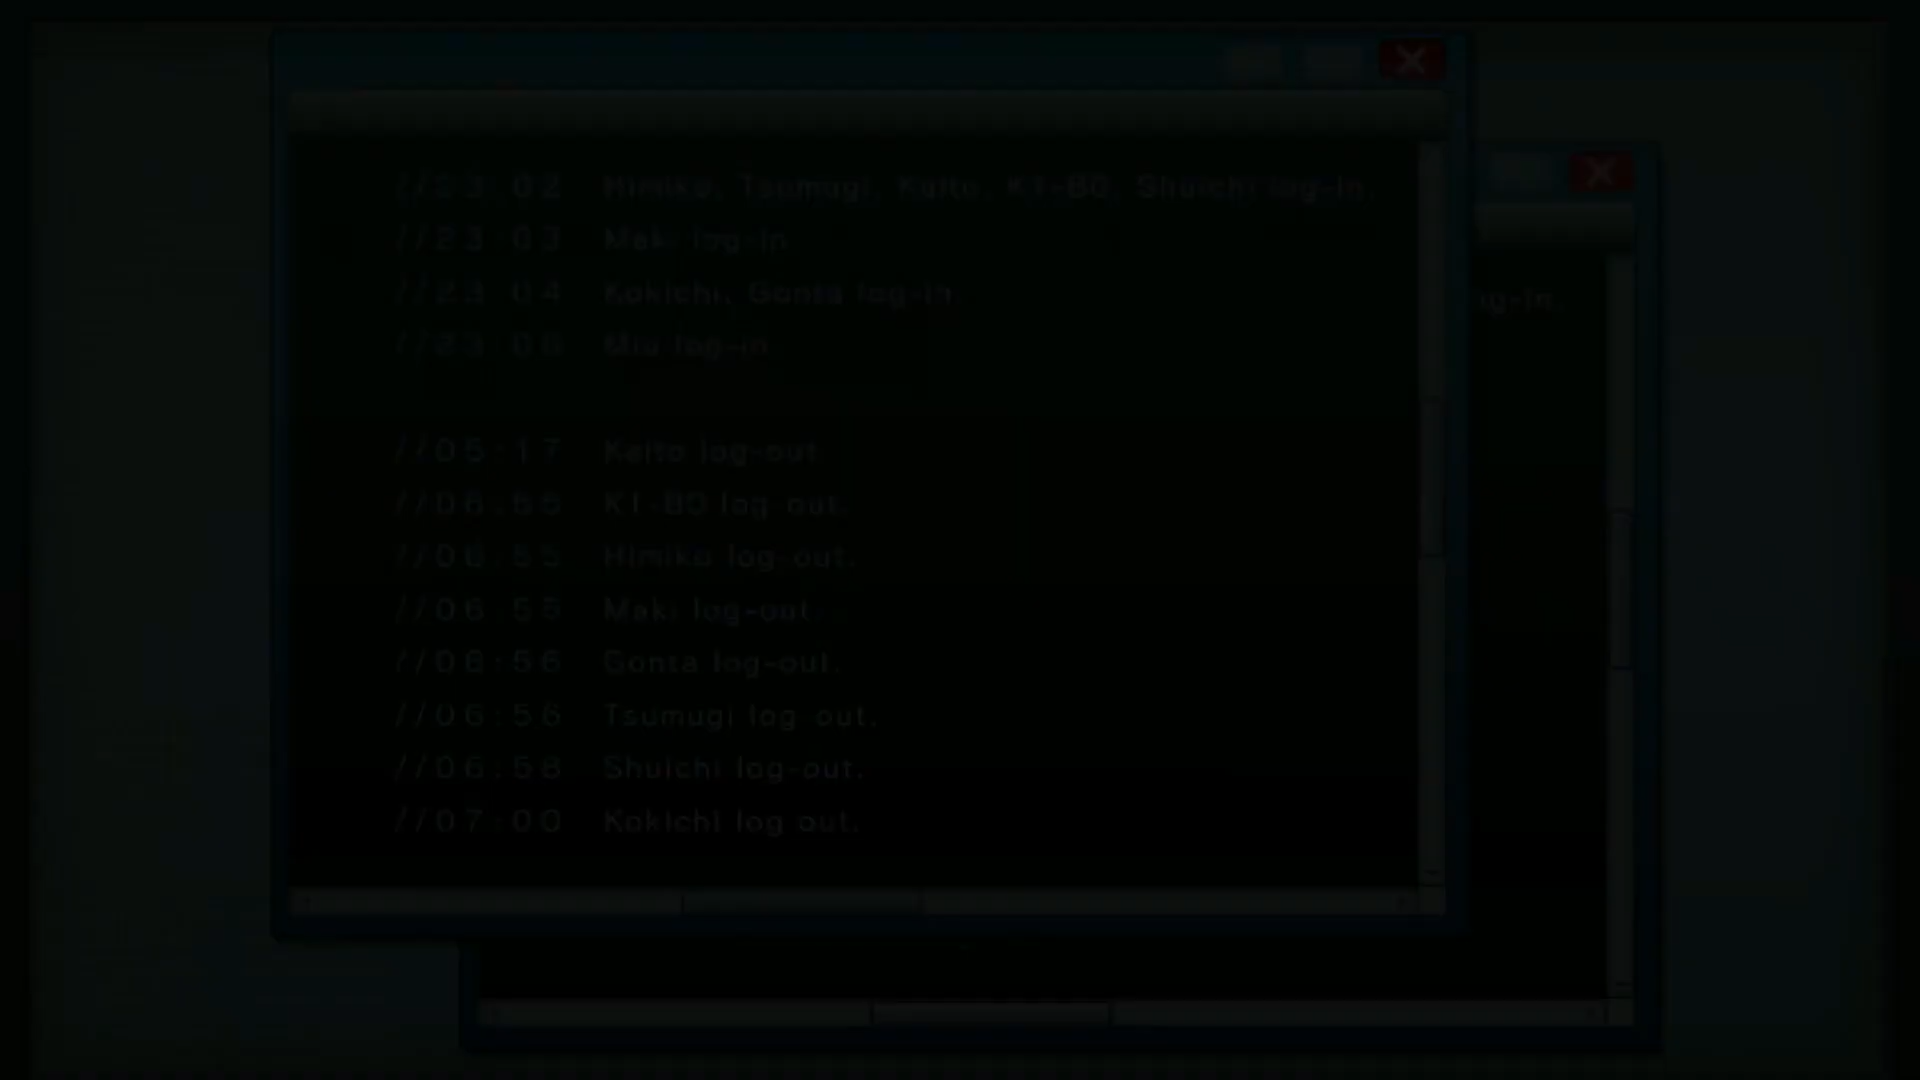 //23:02 Himiko, Tsumugi, Kaito, K1-B0, Shuichi log-in.
//23:03 Maki log-in
//23:04 Kokichi, Gonta log-in.
Miu log-in
ug-in.
//05:17 Kaito log-out
//06:55 K1-B0 log-out.
//06:55 Himiko log-out.
//06:55 Maki log-out.
//06:56 Gonta log-out.
//06:56 Tsumugi log-out.
//06:58 Shuichi log-out.
//07:00 Kokichi log out.